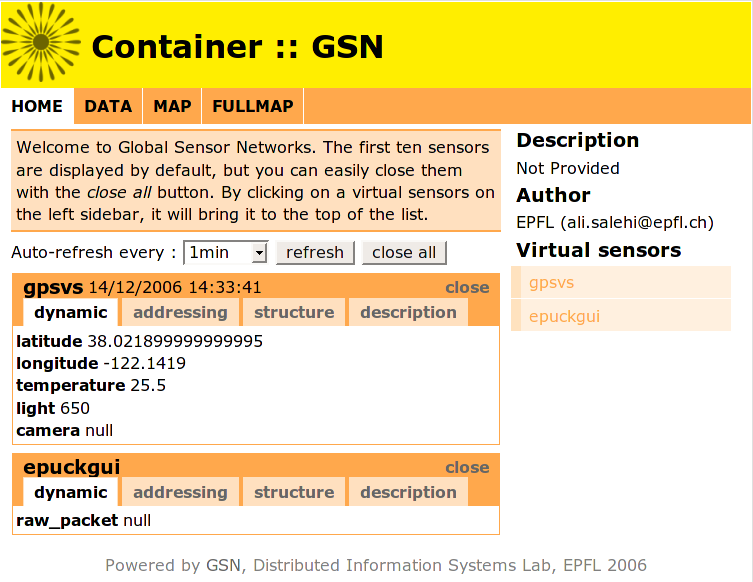 Container :: GSN
HOME DATA MAP FULLMAP
Welcome to Global Sensor Networks. The first ten sensors
are displayed by default, but you can easily close them
with the close all button. By clicking on a virtual sensors on
the left sidebar, it will bring it to the top of the list.
Auto-refresh every : 1min refresh close all
gpsvs 14/12/2006 14:33:41 close
dynamic addressing structure description
latitude 38.021899999999995
longitude -122.1419
temperature 25.5
light 650
camera null
epuckgui close
dynamic addressing structure description
raw_packet null
Description
Not Provided
Author
EPFL (ali.salehi@epfl.ch)
Virtual sensors
gpsvs
epuckgui
Powered by GSN, Distributed Information Systems Lab, EPFL 2006